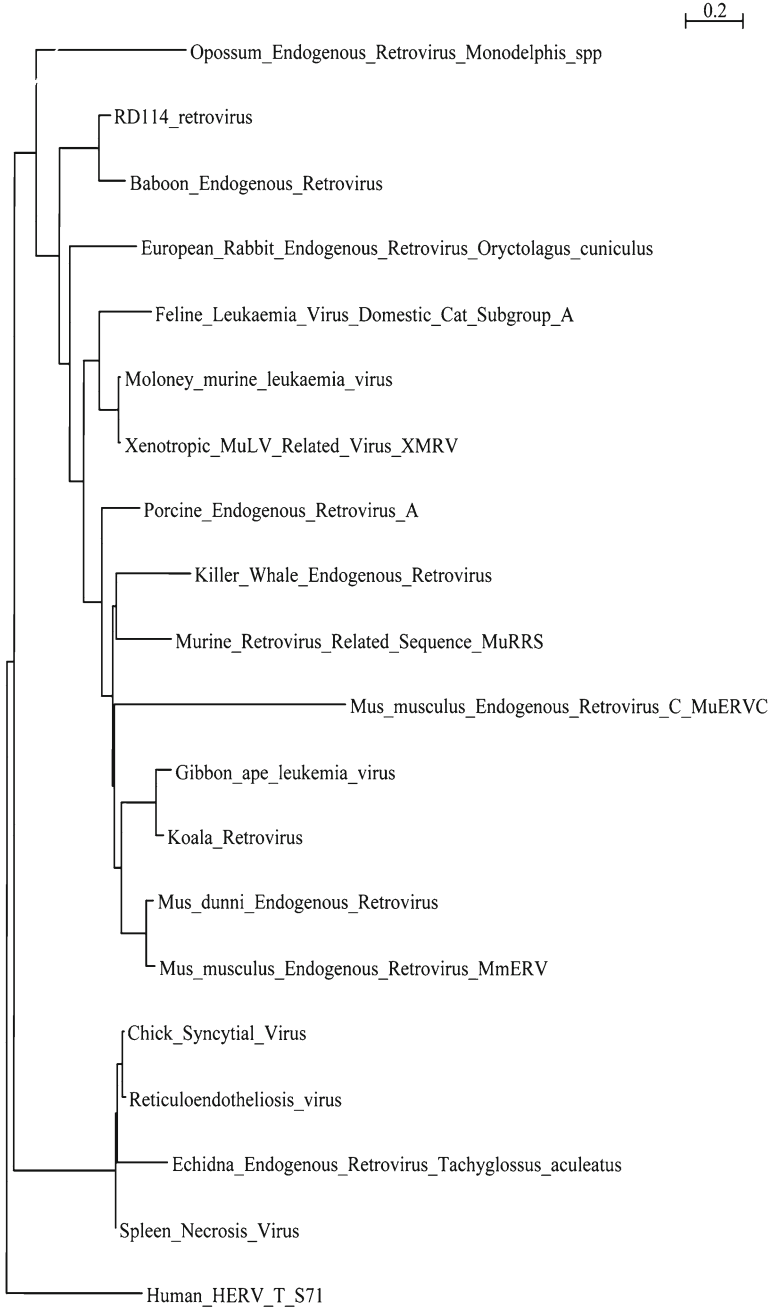 0.2
Opossum_Endogenous_Retrovirus_Monodelphis_spp
RD114_retrovirus
Baboon_Endogenous_Retrovirus
European_Rabbit_Endogenous_Retrovirus_Oryctolagus_cuniculus
Feline_Leukaemia_Virus_Domestic_Cat_Subgroup_A
Moloney_murine_leukaemia_virus
Xenotropic_MuLV_Related_Virus_XMRV
Porcine_Endogenous_Retrovirus_A
Killer_Whale_Endogenous_Retrovirus
Murine_Retrovirus_Related_Sequence_MuRRS
Mus_musculus_Endogenous_Retrovirus_C_MuERVC
Gibbon_ape_leukemia_virus
Koala_Retrovirus
Mus_dunni_Endogenous_Retrovirus
Mus_musculus_Endogenous_Retrovirus_MmERV
Chick_Syncytial_Virus
Reticuloendotheliosis_virus
Echidna_Endogenous_Retrovirus_Tachyglossus_aculeatus
Spleen_Necrosis_Virus
Human_HERV_T_S71